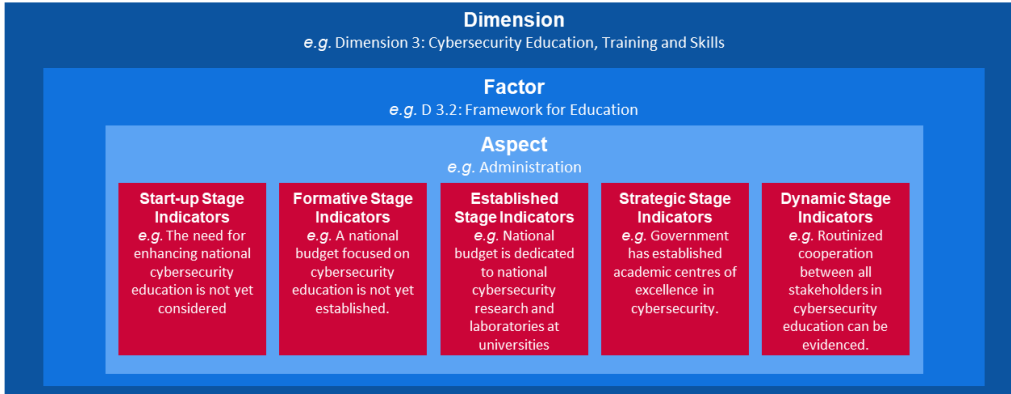 Dimension
e.g. Dimension 3: Cybersecurity Education, Training and Skills
Factor
e.g. D 3.2: Framework for Education
Aspect
e.g. Administration
Start-up Stage
Indicators
e.g. The need for
enhancing national
cybersecurity
education is not yet
considered
Formative Stage
Indicators
e.g. A national
budget focused on
cybersecurity
education is not yet
established.
Established
Stage Indicators
e.g. National
budget is dedicated
to national
cybersecurity
research and
laboratories at
universities
Strategic Stage
Indicators
e.g. Government
has established
academic centres of
excellence in
cybersecurity.
Dynamic Stage
Indicators
e.g. Routinized
cooperation
between all
stakeholders in
cybersecurity
education can be
evidenced.